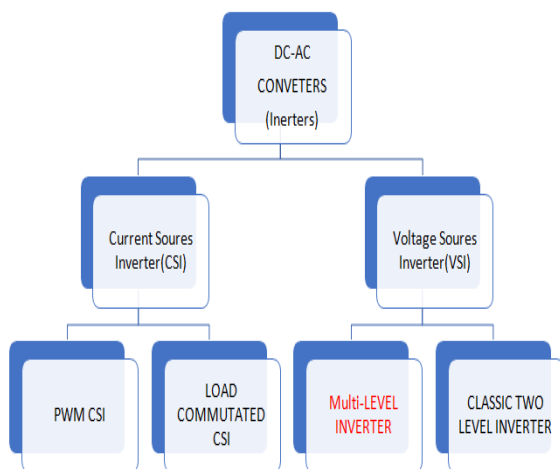 DC-AC
CONVETERS
(Inerters)
Current Soures
Inverter(CSI)
Voltage Soures
Inverter(VSI)
PWM CSI
LOAD
COMMUTATED
CSI
Multi-LEVEL
INVERTER
CLASSIC TWO
LEVEL INVERTER